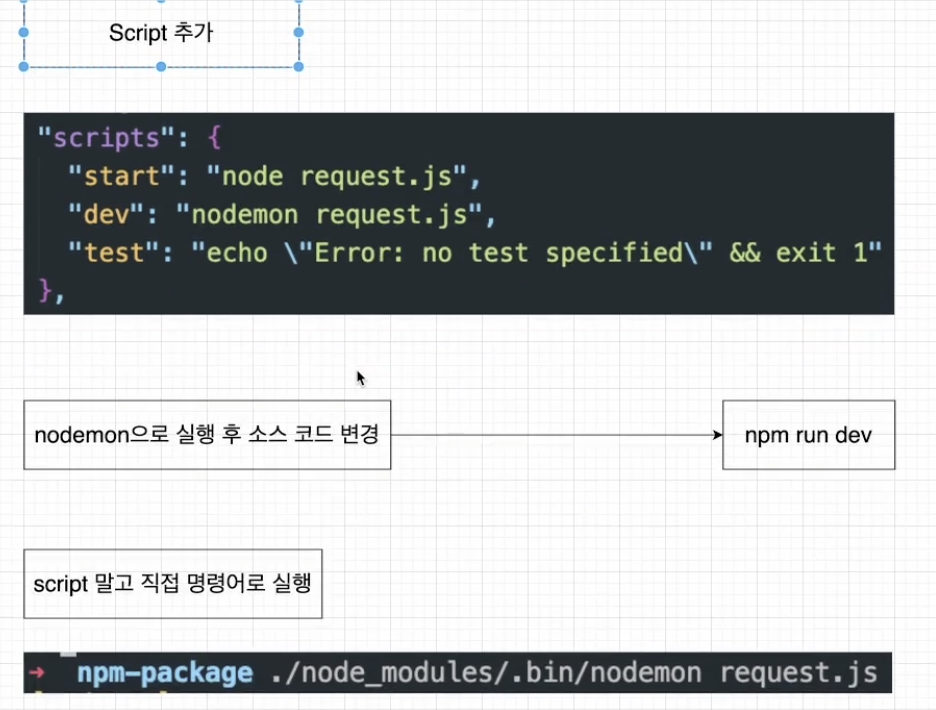 Script 추가
"scripts": {
"start": "node request.js",
"dev": "nodemon request.js",
"test": "echo \"Error: no test specified\" && exit 1"
},
nodemon으로 실행 후 소스 코드 변경
npm run dev
script 말고 직접 명령어로 실행
➜ npm-package ./node_modules/.bin/nodemon request.js